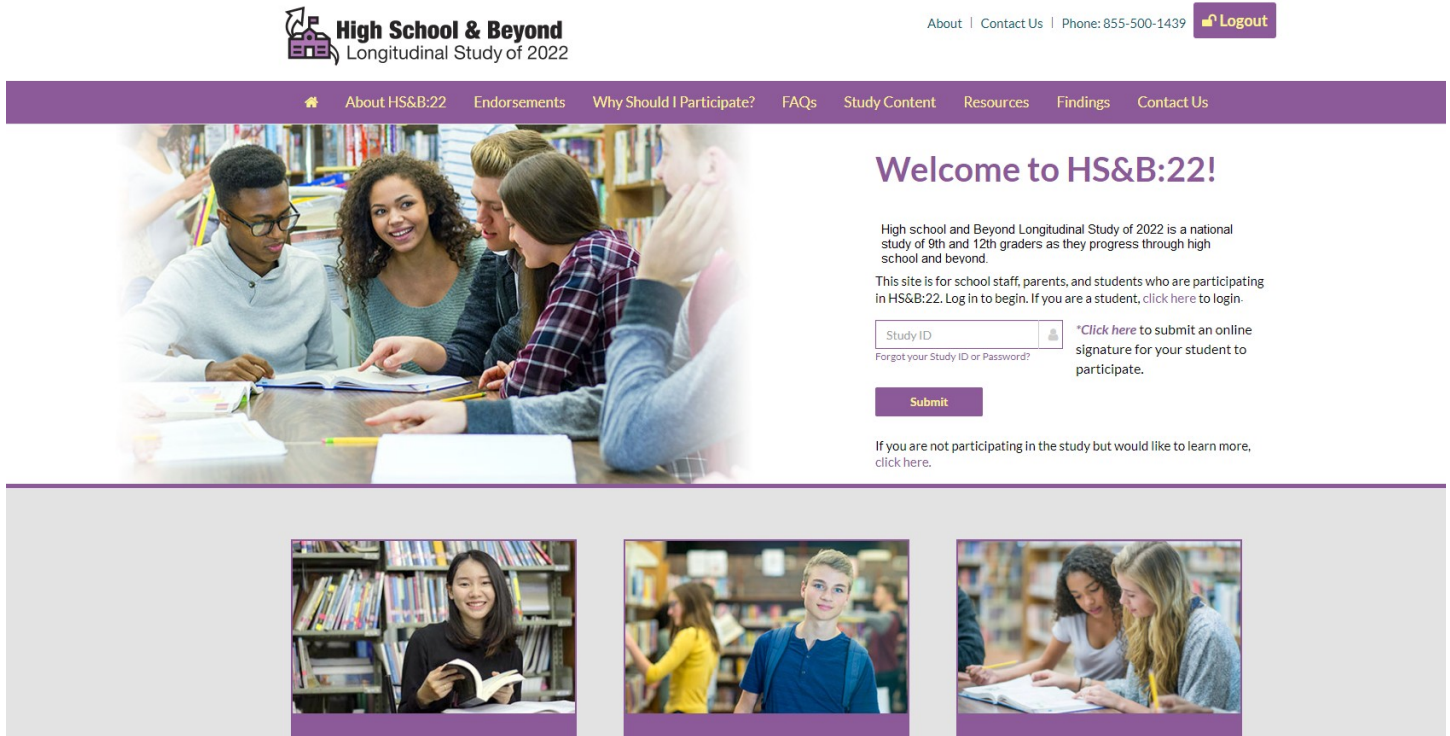 High School & Beyond
Longitudinal Study of 2022
About | Contact Us | Phone: 855-500-1439
Logout
About HS&B:22 Endorsements Why Should I Participate? FAQs Study Content Resources Findings Contact Us
Welcome to HS&B:22!
High school and Beyond Longitudinal Study of 2022 is a national
study of 9th and 12th graders as they progress through high
school and beyond.
This site is for school staff, parents, and students who are participating
in HS&B:22. Log in to begin. If you are a student, click here to login.
Study ID
Forgot your Study ID or Password?
*Click here to submit an online
signature for your student to
participate.
Submit
If you are not participating in the study but would like to learn more,
click here.